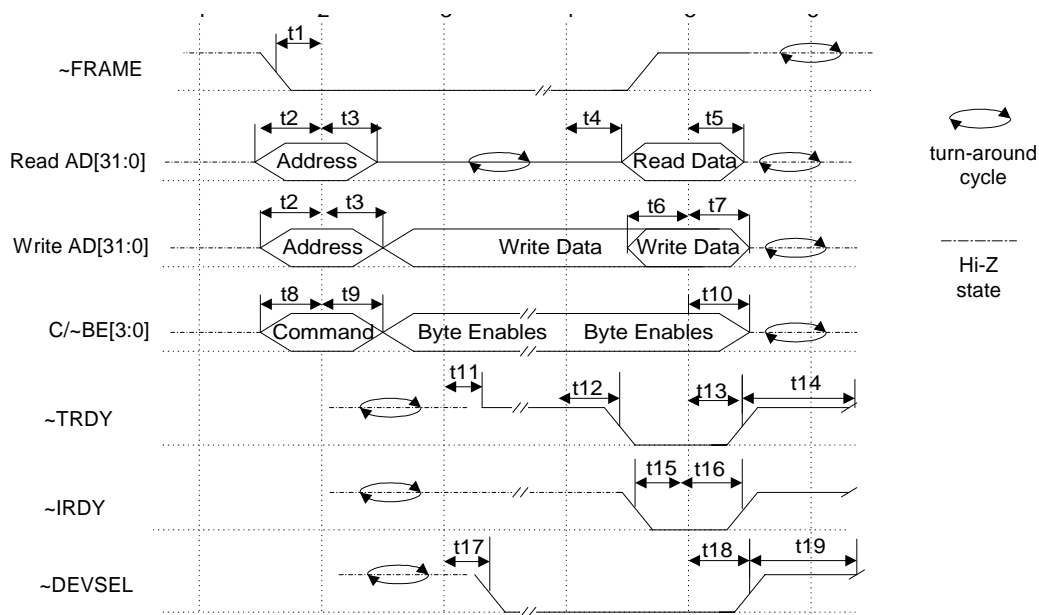 t1
~FRAME
t2 t3 t4 t5
Read AD[31:0] Address Read Data
turn-around
cycle
t2 t3 t6 t7
Write AD[31:0] Address Write Data Write Data
Hi-Z
state
t8 t9 t10
C/~BE[3:0] Command Byte Enables Byte Enables
t11 t12 t13 t14
~TRDY
t15 t16
~IRDY
t17 t18 t19
~DEVSEL